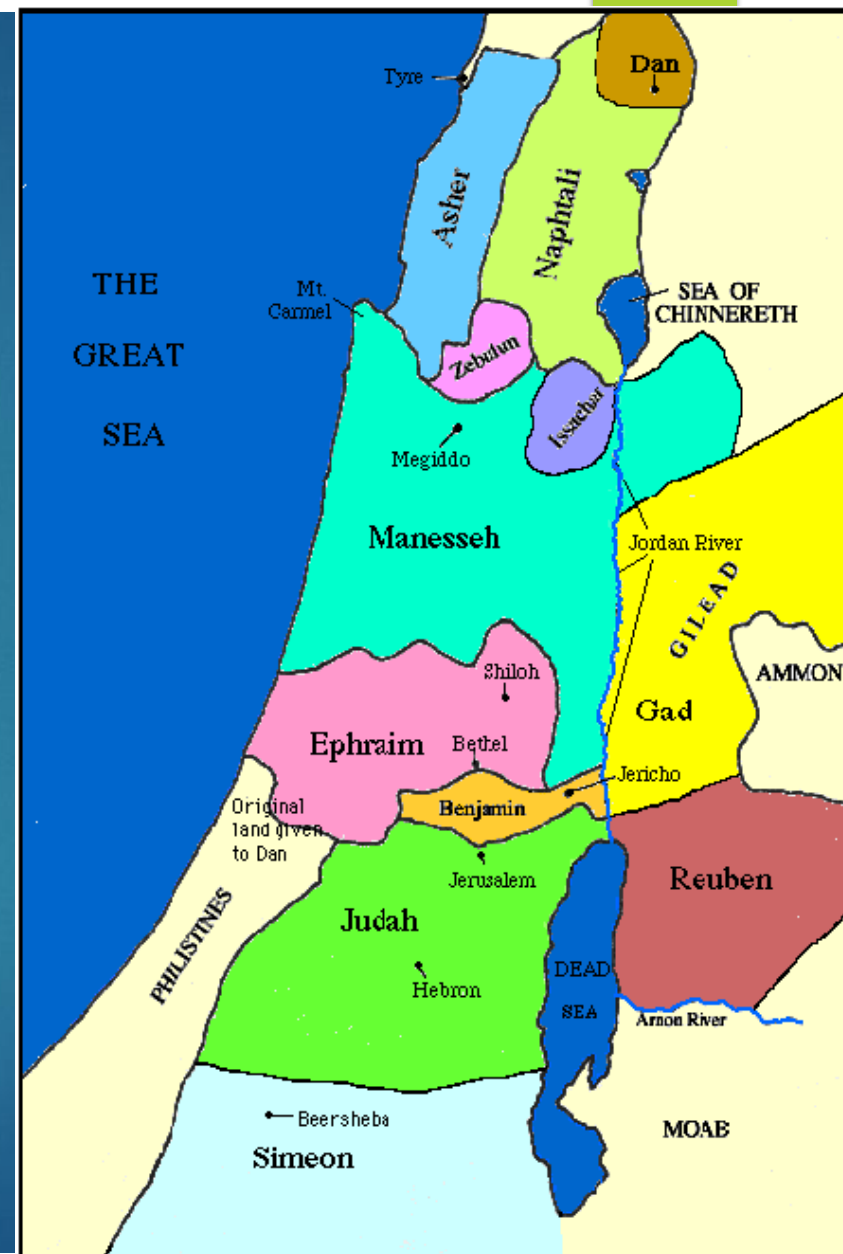 Dan
Tyre
Asher
Naphtali
THE
GREAT
SEA
Mt.
Carmel
SEA OF
CHINNERETH
Zebulun
Issachar
Megiddo
Manesseh
Jordan River
GILEAD
AMMON
Shiloh
Gad
Ephraim
Bethel
Jericho
Benjamin
Original
land given
to Dan
Jerusalem
Reuben
Judah
PHILISTINES
Hebron
DEAD
SEA
Arnon River
Beersheba
MOAB
Simeon